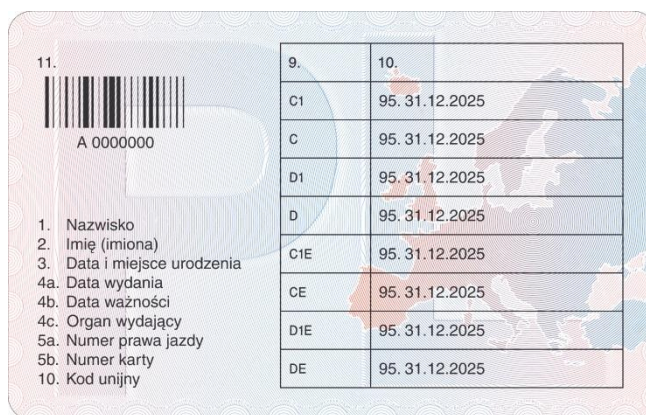 11.
A 0000000
1. Nazwisko
2. Imię (imiona)
3. Data i miejsce urodzenia
4a. Data wydania
4b. Data ważności
4c. Organ wydający
5a. Numer prawa jazdy
5b. Numer karty
10. Kod unijny
9. 10.
C1 95. 31.12.2025
C 95. 31.12.2025
D1 95. 31.12.2025
D 95. 31.12.2025
C1E 95. 31.12.2025
CE 95. 31.12.2025
D1E 95. 31.12.2025
DE 95. 31.12.2025